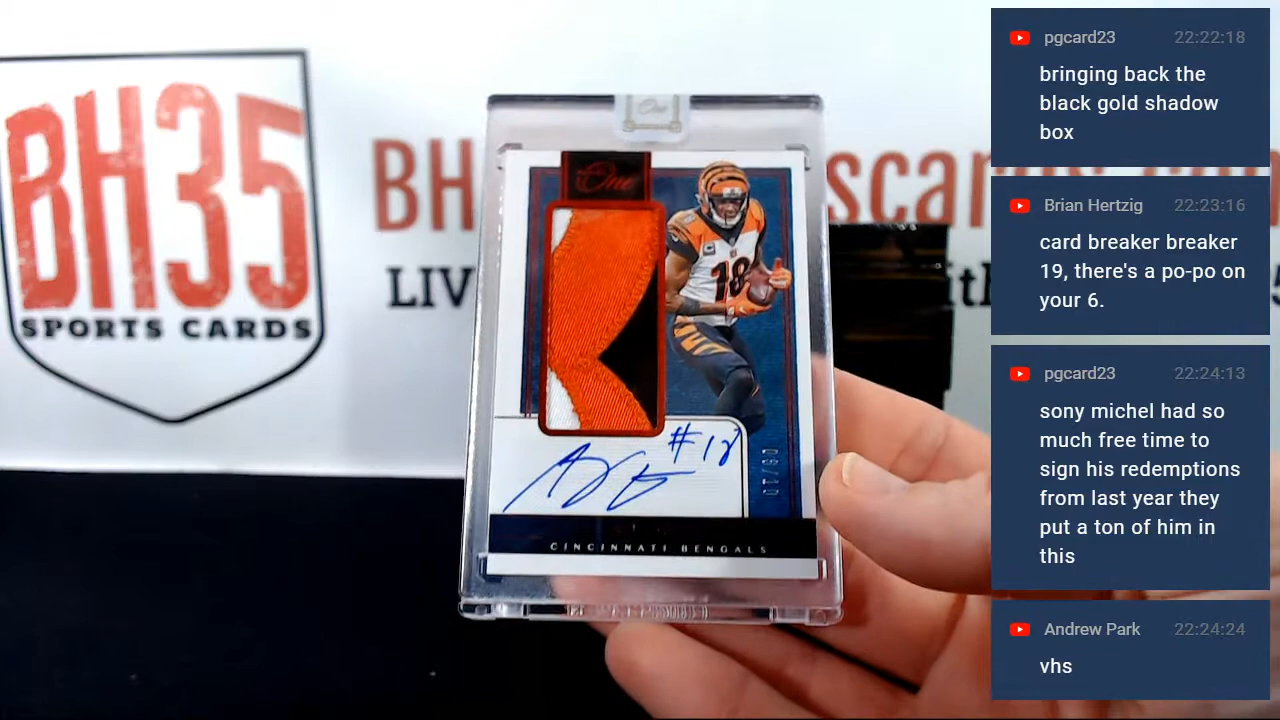 BH35
SPORTS CARDS
BH
scar
LIV
One
One
18
#18
CINCINNATI BENGALS
pgcard23 22:22:18
bringing back the
black gold shadow
box
Brian Hertzig 22:23:16
card breaker breaker
19, there's a po-po on
your 6.
pgcard23 22:24:13
sony michel had so
much free time to
sign his redemptions
from last year they
put a ton of him in
this
Andrew Park 22:24:24
vhs